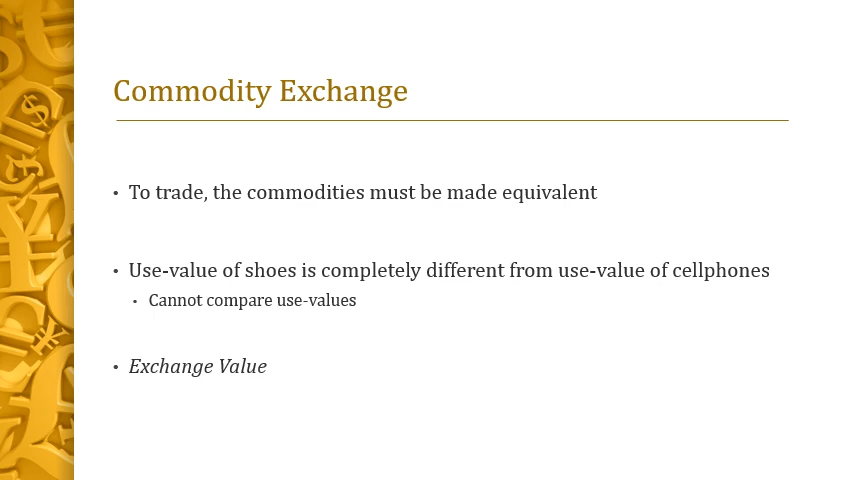 Commodity Exchange
• To trade, the commodities must be made equivalent
• Use-value of shoes is completely different from use-value of cellphones
• Cannot compare use-values
• Exchange Value